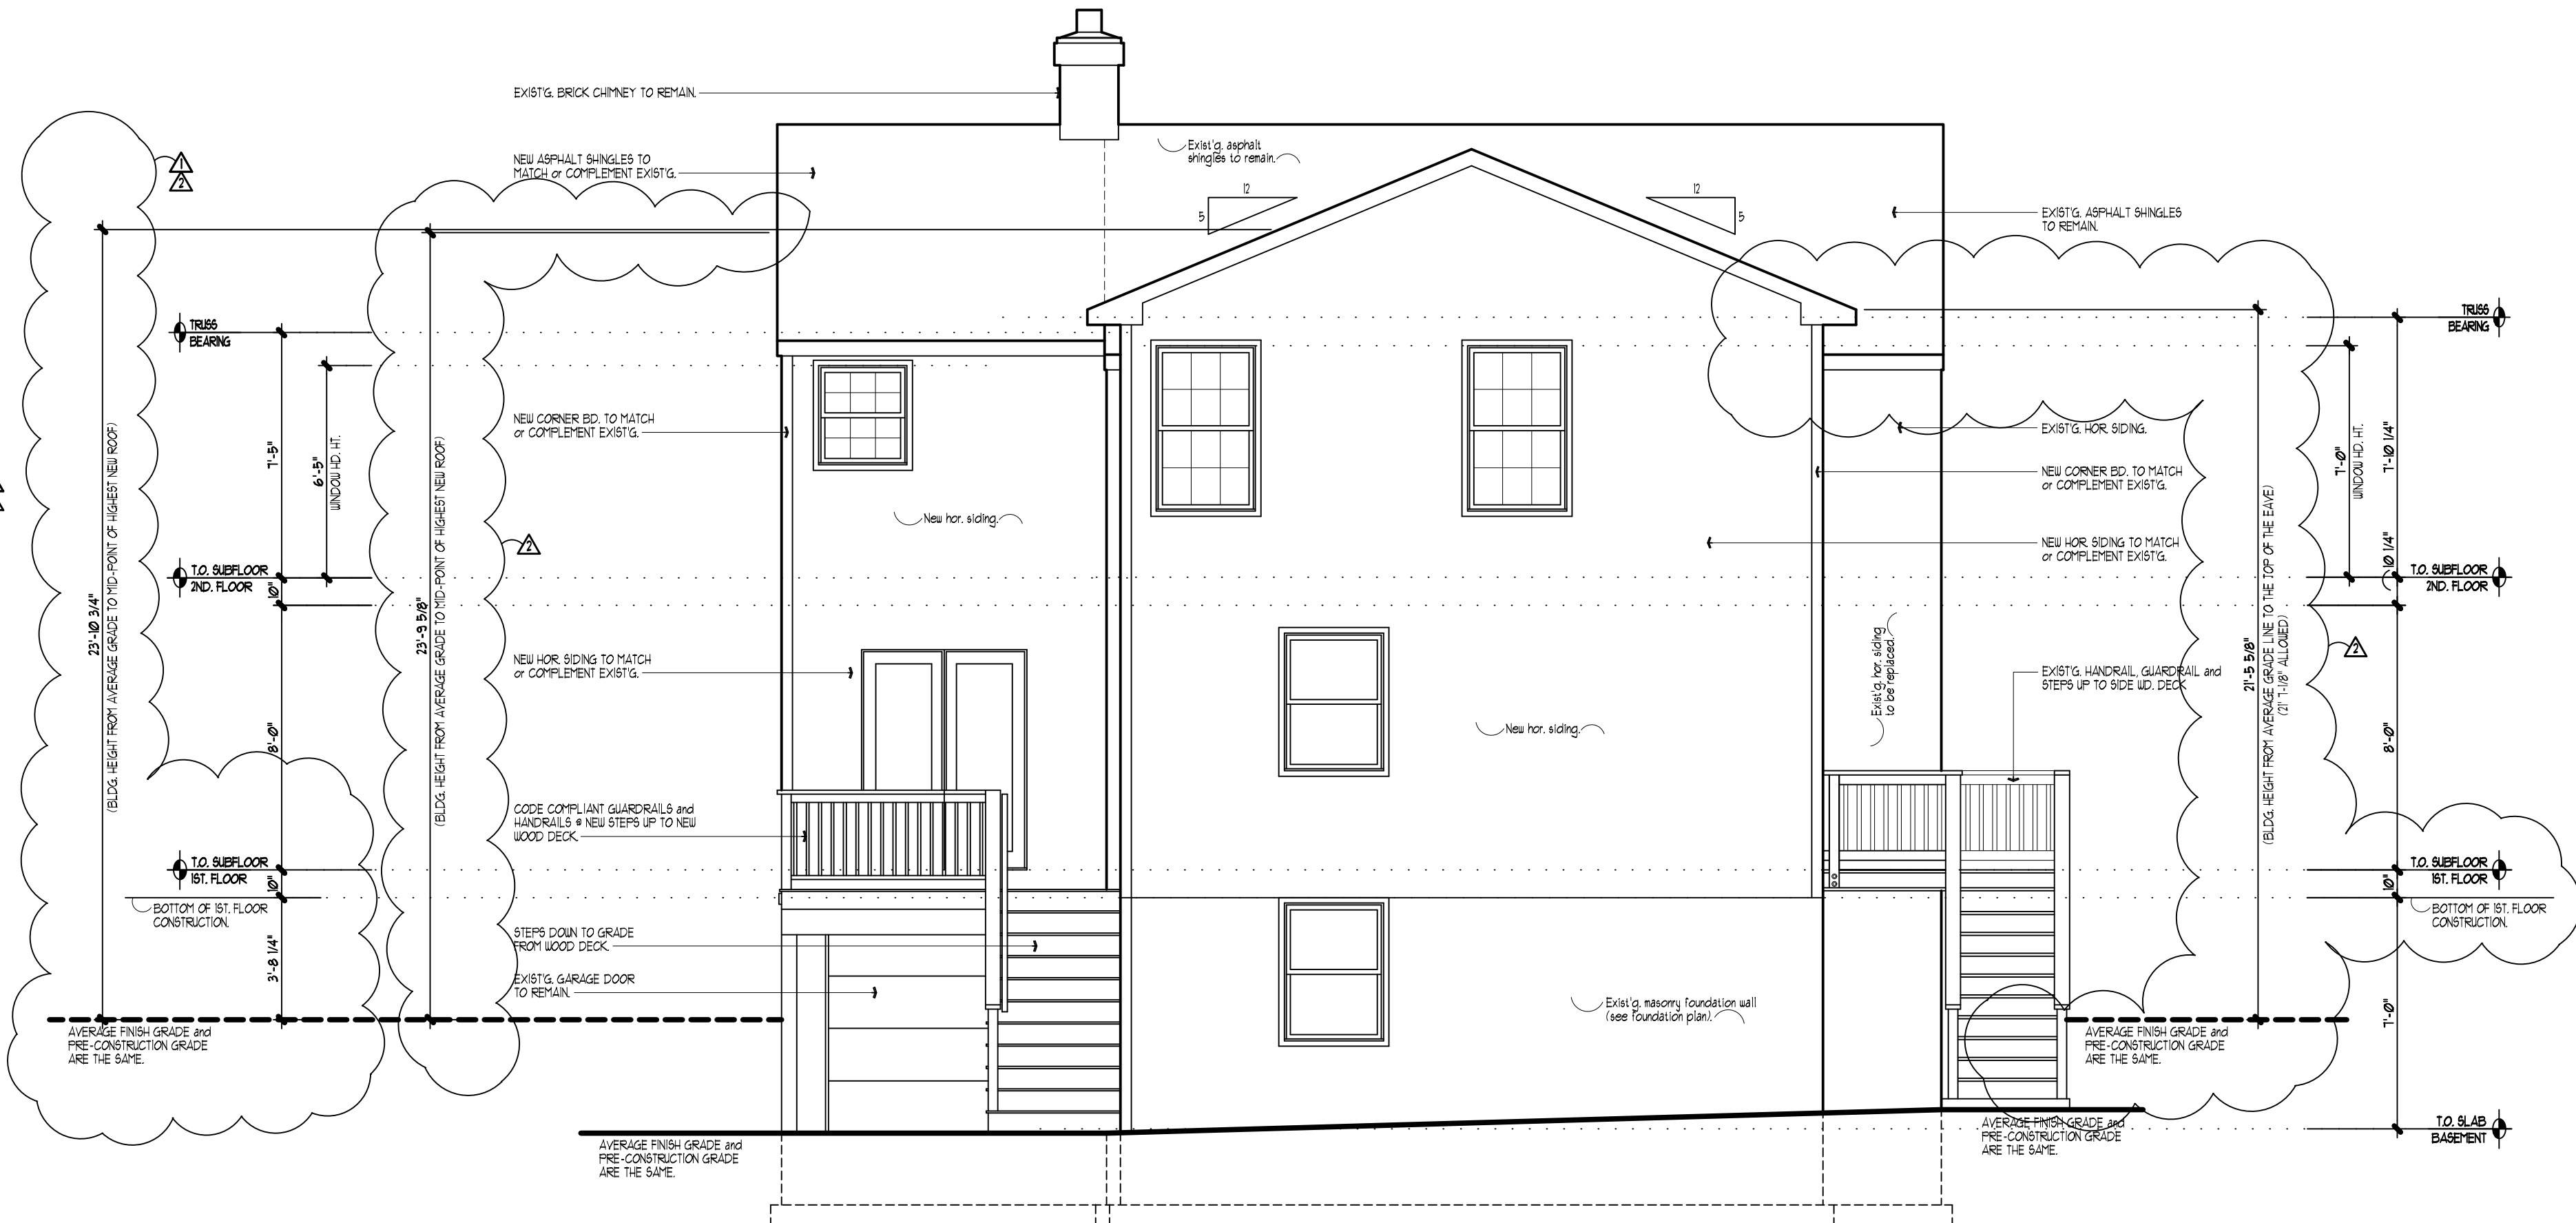 EXIST'G. BRICK CHIMNEY TO REMAIN.
NEW ASPHALT SHINGLES TO
MATCH or COMPLEMENT EXIST'G.
Exist'g. asphalt
shingles to remain.
1
2
12
5
12
5
EXIST'G. ASPHALT SHINGLES
TO REMAIN.
TRUSS
BEARING
TRUSS
BEARING
NEW CORNER BD. TO MATCH
or COMPLEMENT EXIST'G.
EXIST'G. HOR. SIDING.
NEW CORNER BD. TO MATCH
or COMPLEMENT EXIST'G.
New hor. siding.
NEW HOR. SIDING TO MATCH
or COMPLEMENT EXIST'G.
2
7'-5"
6'-5"
WINDOW HD. HT.
7'-0"
WINDOW HD. HT.
7'-10 1/4"
10 1/4"
T.O. SUBFLOOR
2ND. FLOOR
10"
T.O. SUBFLOOR
2ND. FLOOR
23'-10 3/4"
(BLDG. HEIGHT FROM AVERAGE GRADE TO MID-POINT OF HIGHEST NEW ROOF)
23'-9 5/8"
(BLDG. HEIGHT FROM AVERAGE GRADE TO MID-POINT OF HIGHEST NEW ROOF)
21'-5 5/8"
(BLDG. HEIGHT FROM AVERAGE GRADE LINE TO THE TOP OF THE EAVE)
(21' 7-1/8" ALLOWED)
2
NEW HOR. SIDING TO MATCH
or COMPLEMENT EXIST'G.
Exist'g. hor. siding
to be replaced.
EXIST'G. HANDRAIL, GUARDRAIL and
STEPS UP TO SIDE WD. DECK
New hor. siding.
8'-0"
8'-0"
CODE COMPLIANT GUARDRAILS and
HANDRAILS @ NEW STEPS UP TO NEW
WOOD DECK.
T.O. SUBFLOOR
1ST. FLOOR
10"
T.O. SUBFLOOR
1ST. FLOOR
10"
BOTTOM OF 1ST. FLOOR
CONSTRUCTION.
BOTTOM OF 1ST. FLOOR
CONSTRUCTION.
3'-8 1/4"
STEPS DOWN TO GRADE
FROM WOOD DECK.
EXIST'G. GARAGE DOOR
TO REMAIN.
Exist'g. masonry foundation wall
(see foundation plan).
7'-0"
AVERAGE FINISH GRADE and
PRE-CONSTRUCTION GRADE
ARE THE SAME.
AVERAGE FINISH GRADE and
PRE-CONSTRUCTION GRADE
ARE THE SAME.
AVERAGE FINISH GRADE and
PRE-CONSTRUCTION GRADE
ARE THE SAME.
AVERAGE FINISH GRADE and
PRE-CONSTRUCTION GRADE
ARE THE SAME.
T.O. SLAB
BASEMENT